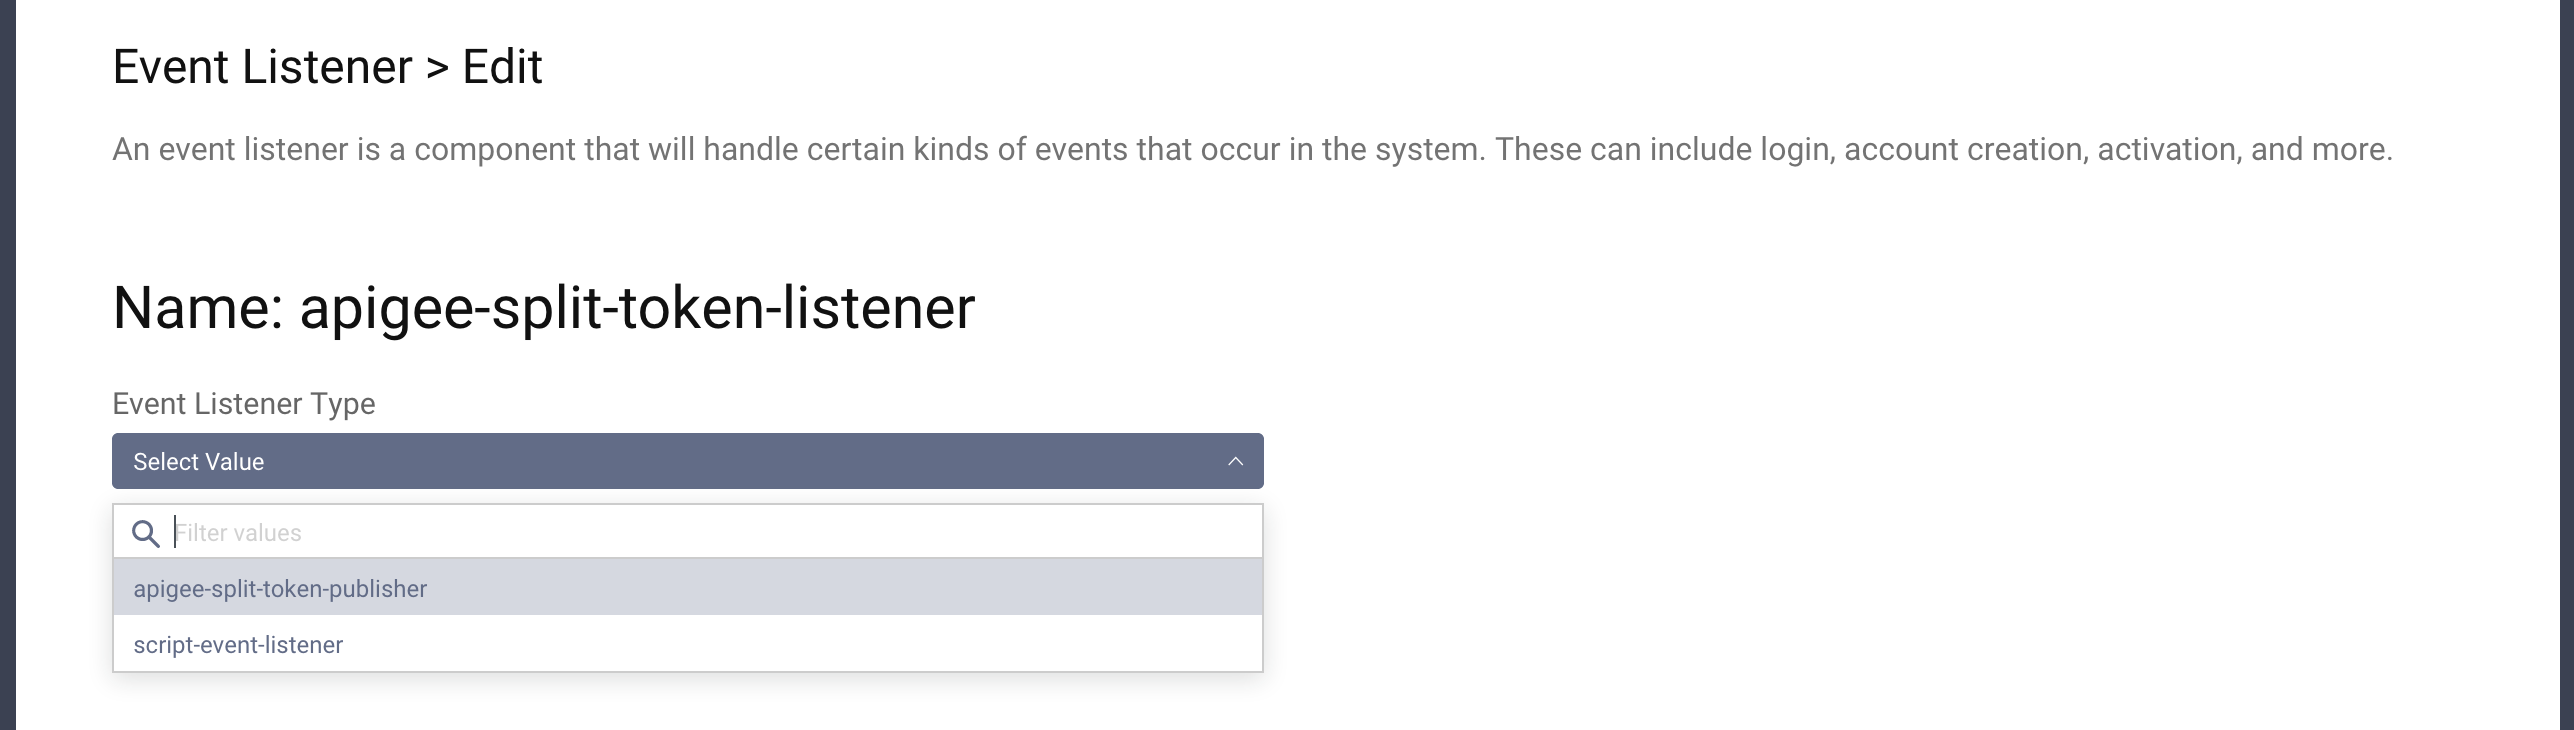 Event Listener > Edit
An event listener is a component that will handle certain kinds of events that occur in the system. These can include login, account creation, activation, and more.
Name: apigee-split-token-listener
Event Listener Type
Select Value
Filter values
apigee-split-token-publisher
script-event-listener